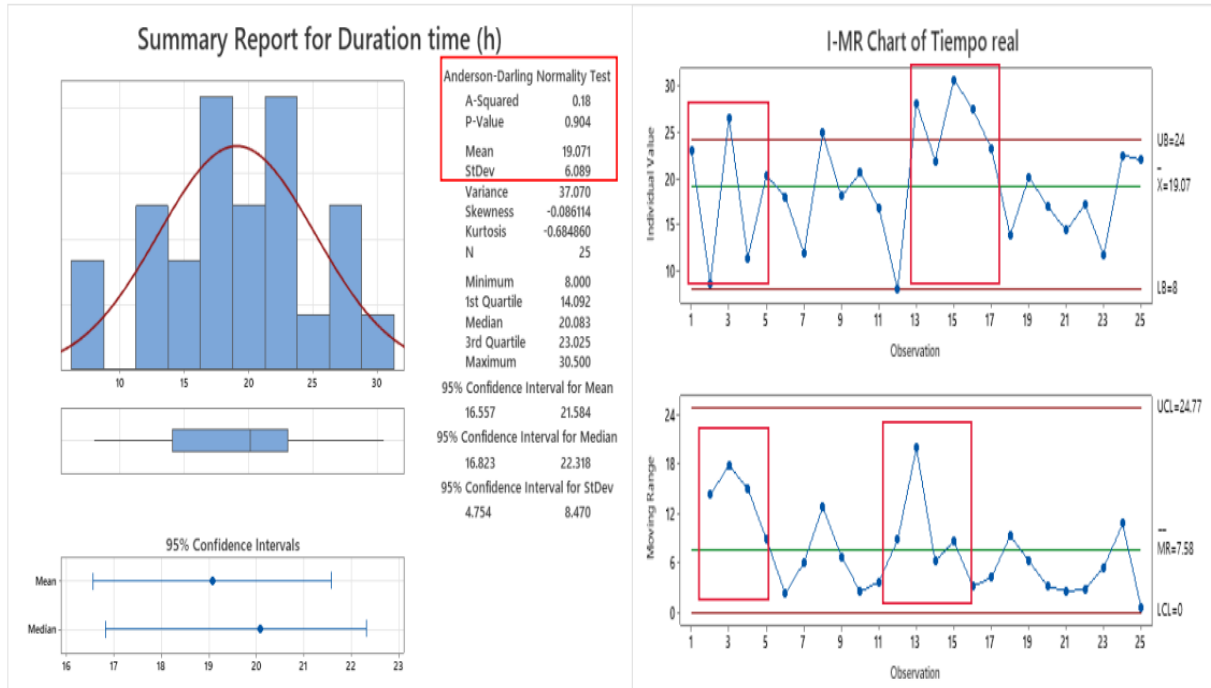 Summary Report for Duration time (h)
Anderson-Darling Normality Test
A-Squared 0.18
P-Value 0.904
Mean 19.071
StDev 6.089
Variance 37.070
Skewness -0.086114
Kurtosis -0.684860
N 25
Minimum 8.000
1st Quartile 14.092
Median 20.083
3rd Quartile 23.025
Maximum 30.500
95% Confidence Interval for Mean
16.557 21.584
95% Confidence Interval for Median
16.823 22.318
95% Confidence Interval for StDev
4.754 8.470
10 15 20 25 30
95% Confidence Intervals
Mean
Median
16 17 18 19 20 21 22 23
I-MR Chart of Tiempo real
Individual Value
30
25
20
15
10
UB=24
X=19.07
LB=8
1 3 5 7 9 11 13 15 17 19 21 23 25
Observation
Moving Range
24
18
12
6
0
UCL=24.77
MR=7.58
LCL=0
1 3 5 7 9 11 13 15 17 19 21 23 25
Observation